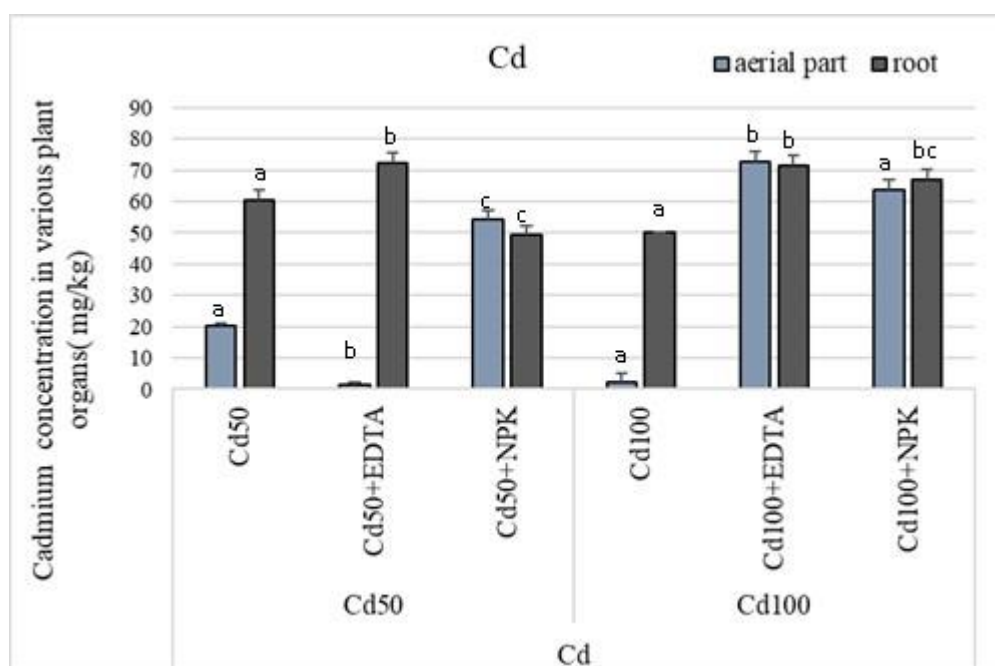 Cd
aerial part
root
Cadmium concentration in various plant
organs( mg/kg)
90
80
70
60
50
40
30
20
10
0
a
a
b
b
c
c
a
a
b
b
a
bc
Cd50
Cd50+EDTA
Cd50+NPK
Cd100
Cd100+EDTA
Cd100+NPK
Cd50
Cd100
Cd